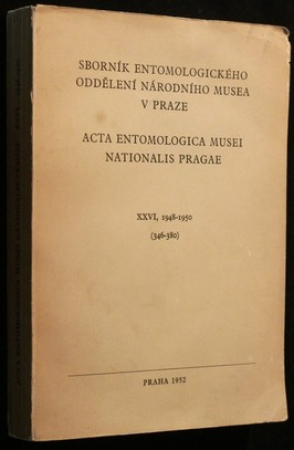 SBORNÍK ENTOMOLOGICKÉHO
ODDĚLENÍ NÁRODNÍHO MUSEA
V PRAZE
ACTA ENTOMOLOGICA MUSEI
NATIONALIS PRAGAE
XXVI, 1948-1950
(346-380)
PRAHA 1952